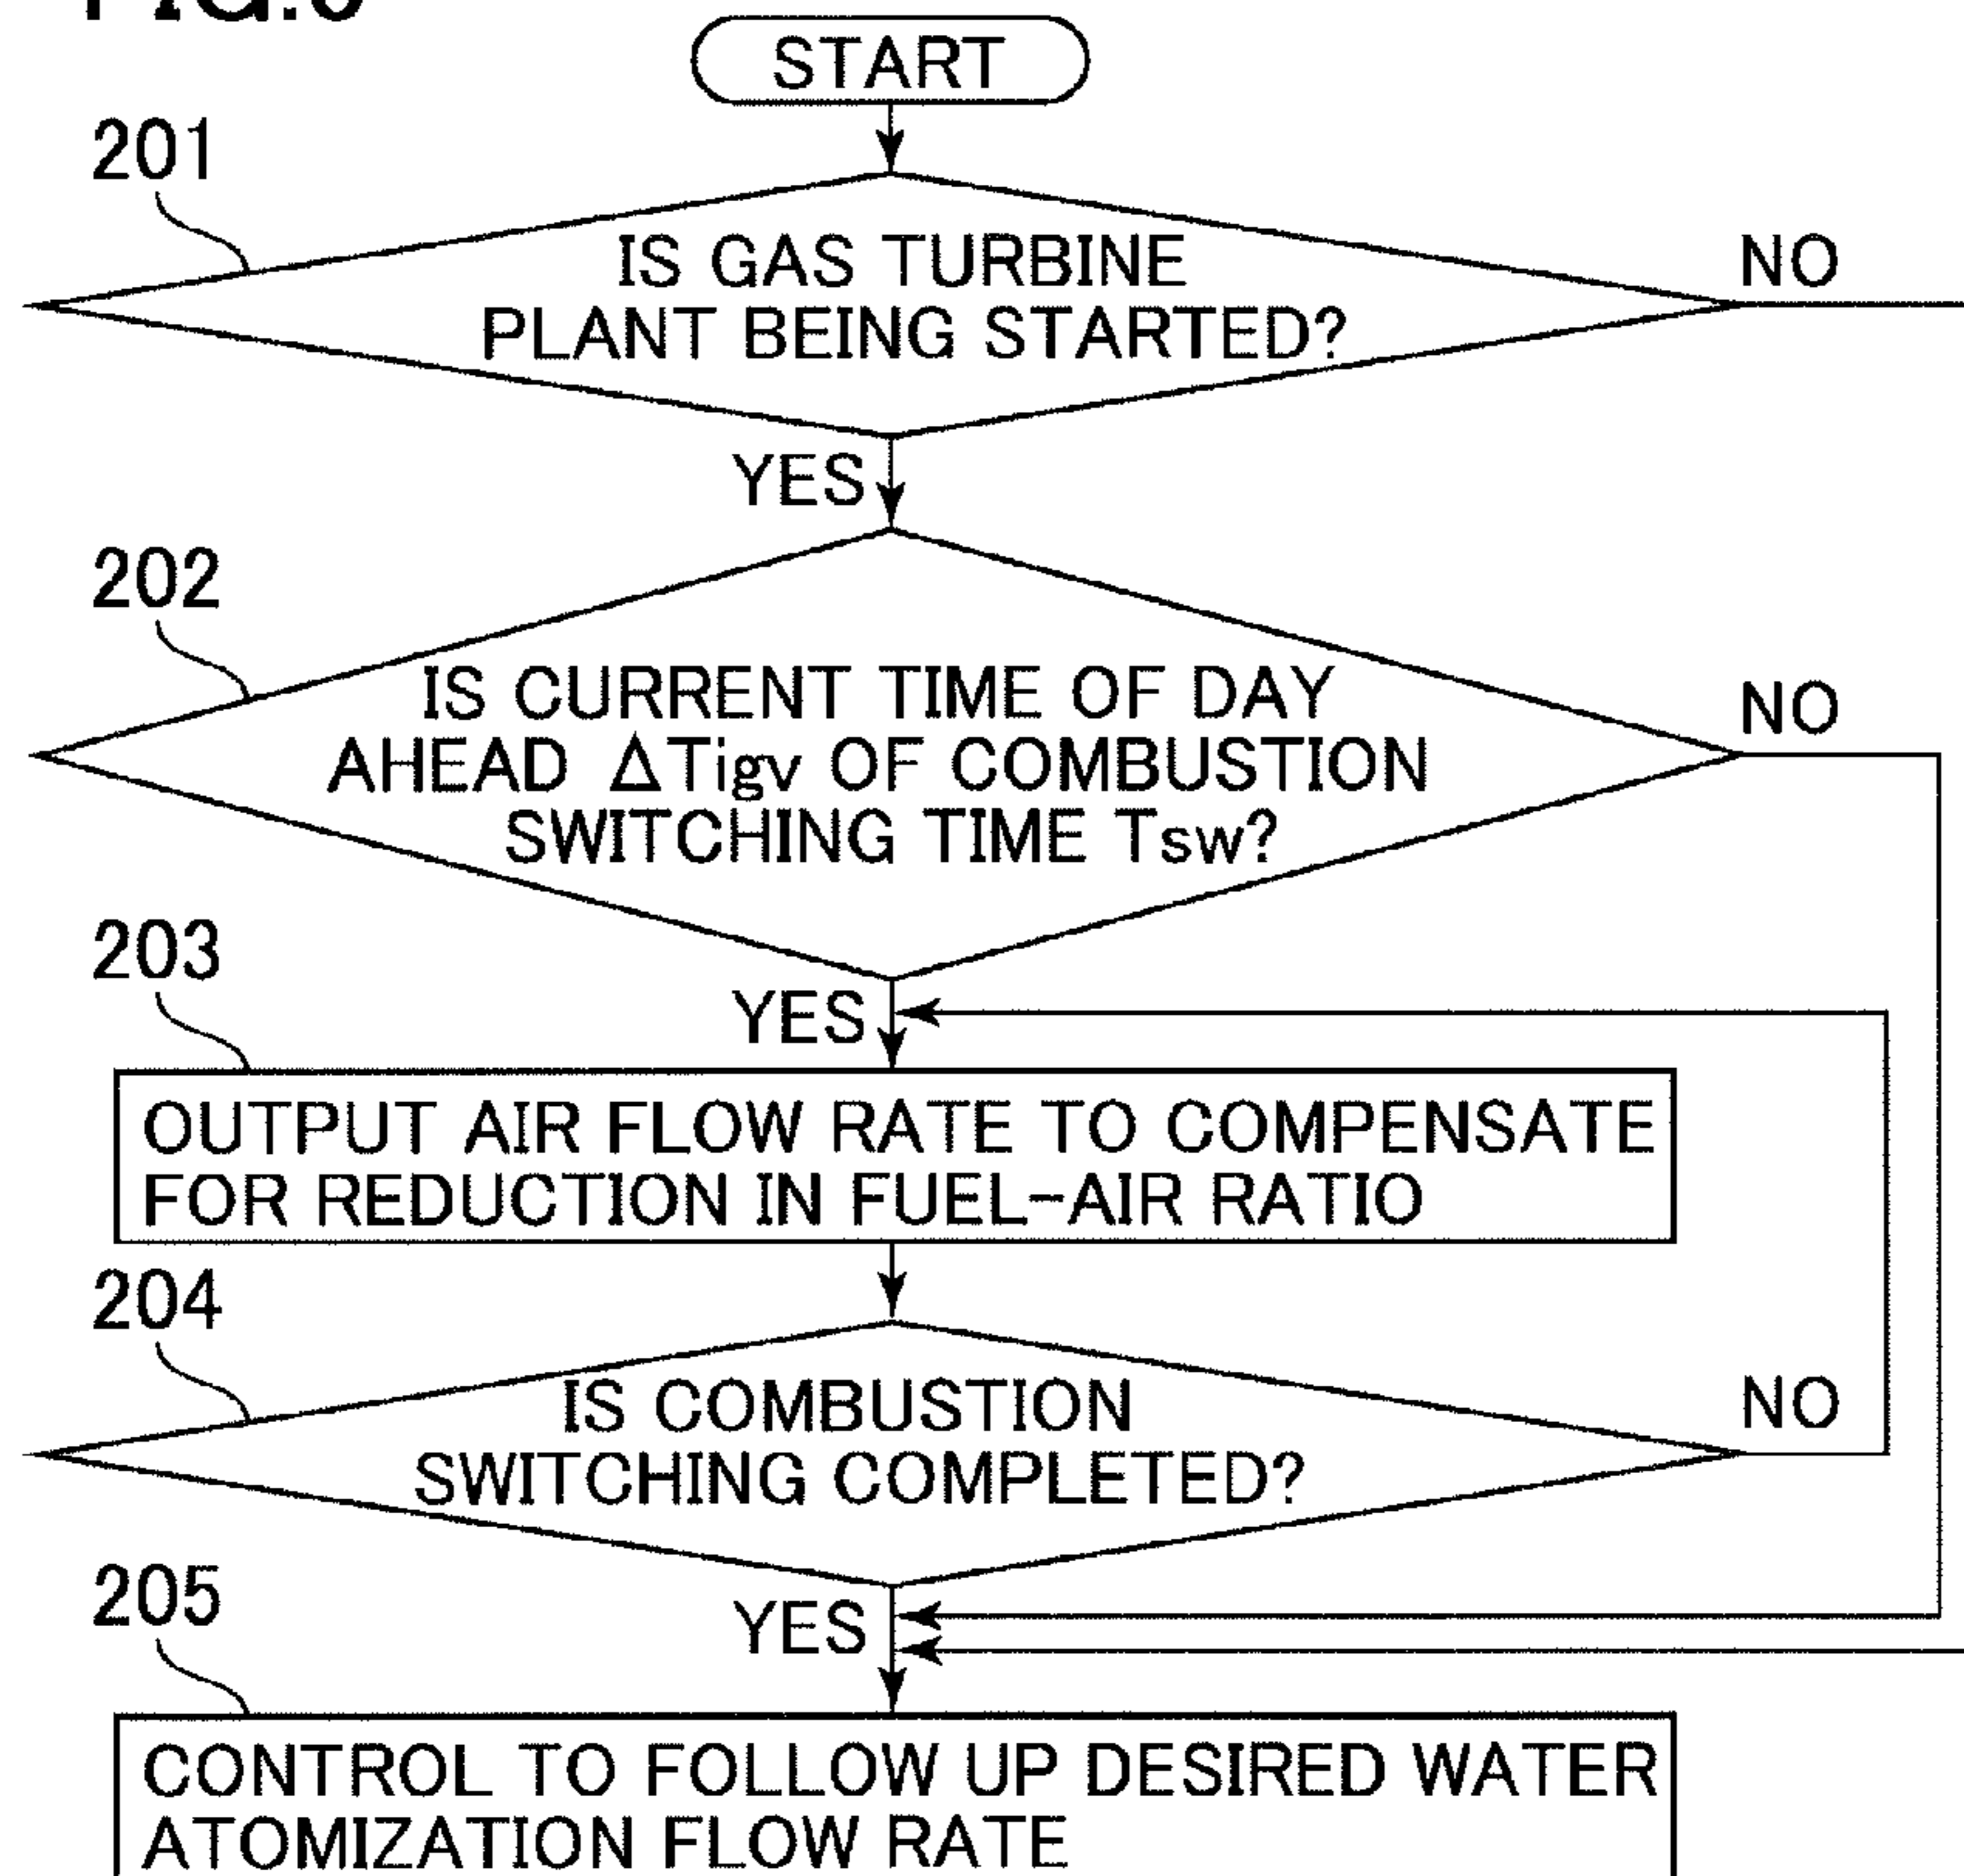 START
201
IS GAS TURBINE
PLANT BEING STARTED?
NO
YES
202
IS CURRENT TIME OF DAY
AHEAD ΔTigv OF COMBUSTION
SWITCHING TIME Tsw?
NO
203
YES
OUTPUT AIR FLOW RATE TO COMPENSATE
FOR REDUCTION IN FUEL-AIR RATIO
204
IS COMBUSTION
SWITCHING COMPLETED?
NO
205
YES
CONTROL TO FOLLOW UP DESIRED WATER
ATOMIZATION FLOW RATE